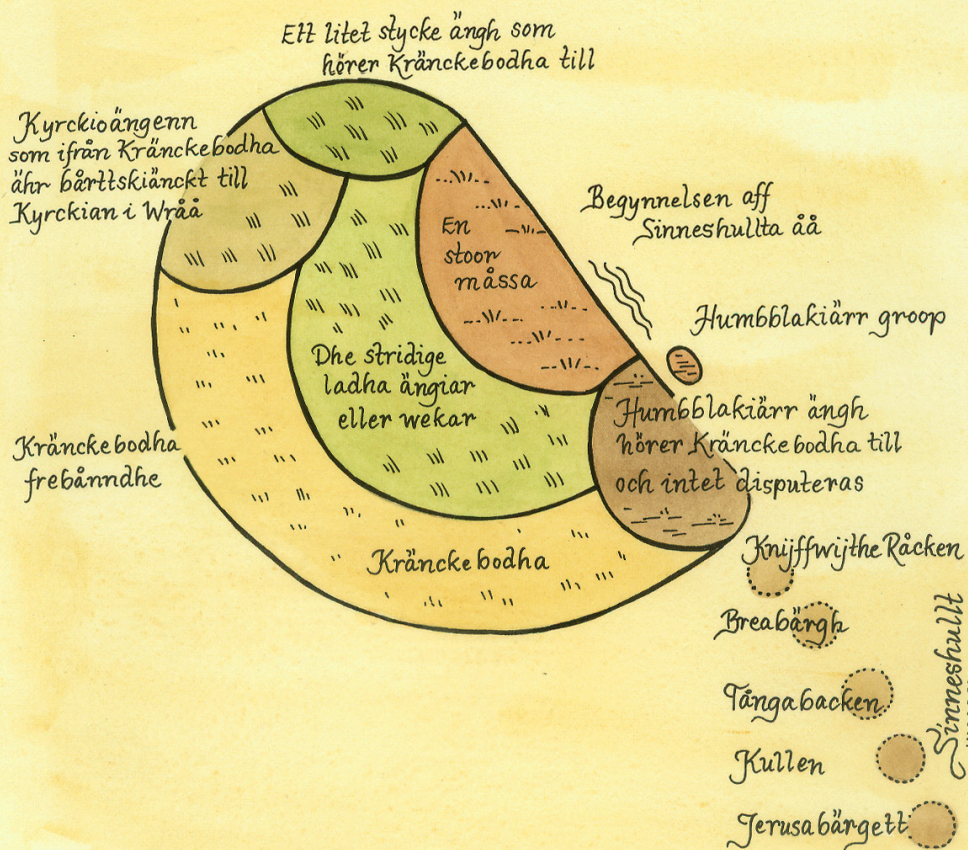 Ett litet stycke ängh som
hörer Kränckebodha till
Kyrckioängenn
som ifrån Kränckebodha
ähr bårttskiänckt till
Kyrckian i Wråå
Begynnelsen aff
Sinneshullta åå
En
stoor
måssa
Humbblakiärr groop
Dhe stridige
ladha ängiar
eller wekar
Humbblakiärr ängh
hörer Kränckebodha till
och intet disputeras
Kränckebodha
frebånndhe
Kränckebodha
Knijffwijthe Råcken
Breabärgh
Tångabacken
Sinneshullt
Kullen
Jerusabärgett